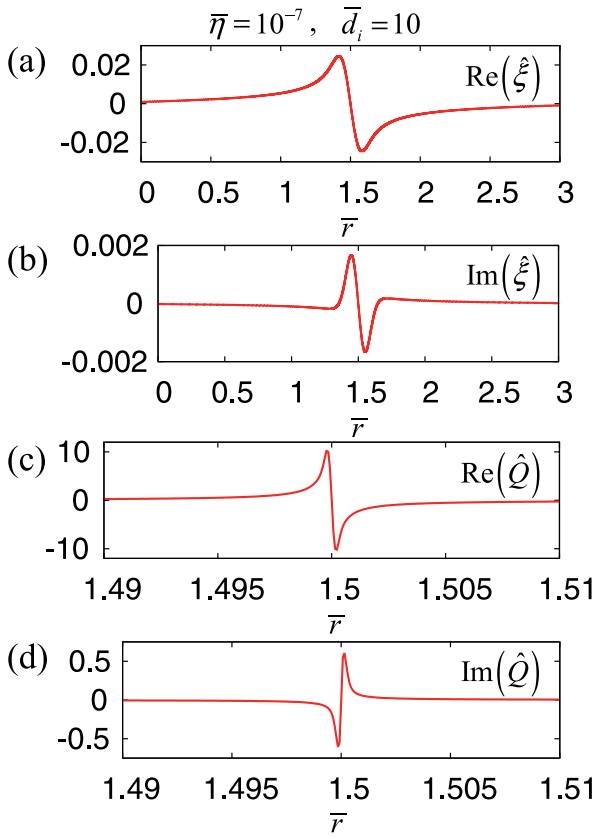 η̅ = 10⁻⁷ , d̅ᵢ = 10
(a)
0.02
0
-0.02
Re(ξ̂)
0 0.5 1 1.5 2 2.5 3
r̅
(b)
0.002
0
-0.002
Im(ξ̂)
0 0.5 1 1.5 2 2.5 3
r̅
(c)
10
0
-10
Re(Q̂)
1.49 1.495 1.5 1.505 1.51
r̅
(d)
0.5
0
-0.5
Im(Q̂)
1.49 1.495 1.5 1.505 1.51
r̅